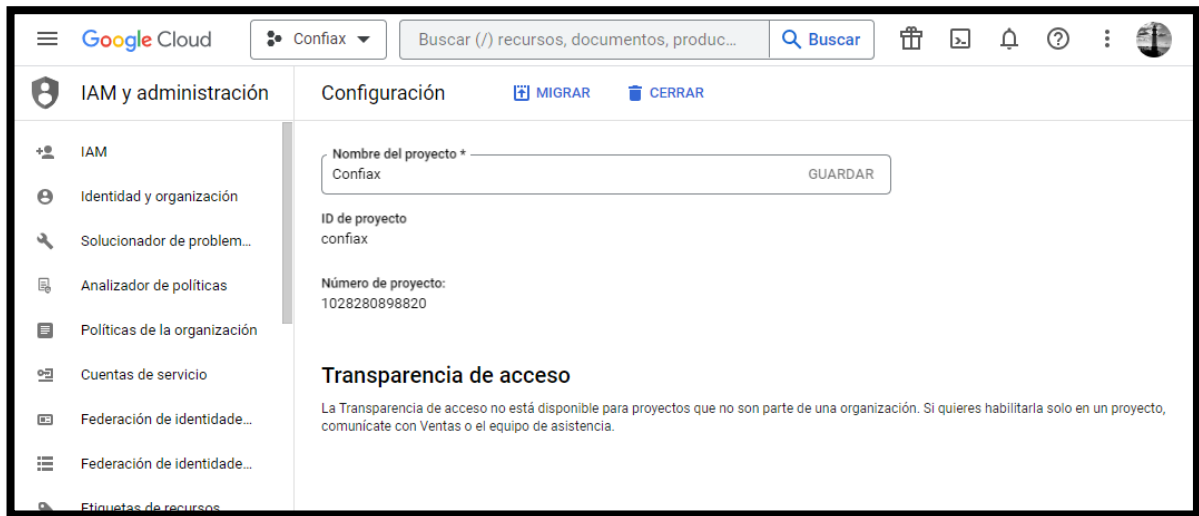 Google Cloud
Confiax
Buscar (/) recursos, documentos, produc...
Buscar
IAM y administración
Configuración
MIGRAR
CERRAR
IAM
Identidad y organización
Solucionador de problem...
Analizador de políticas
Políticas de la organización
Cuentas de servicio
Federación de identidade...
Federación de identidade...
Etiquetas de recursos
Nombre del proyecto *
Confiax
GUARDAR
ID de proyecto
confiax
Número de proyecto:
1028280898820
Transparencia de acceso
La Transparencia de acceso no está disponible para proyectos que no son parte de una organización. Si quieres habilitarla solo en un proyecto,
comunícate con Ventas o el equipo de asistencia.